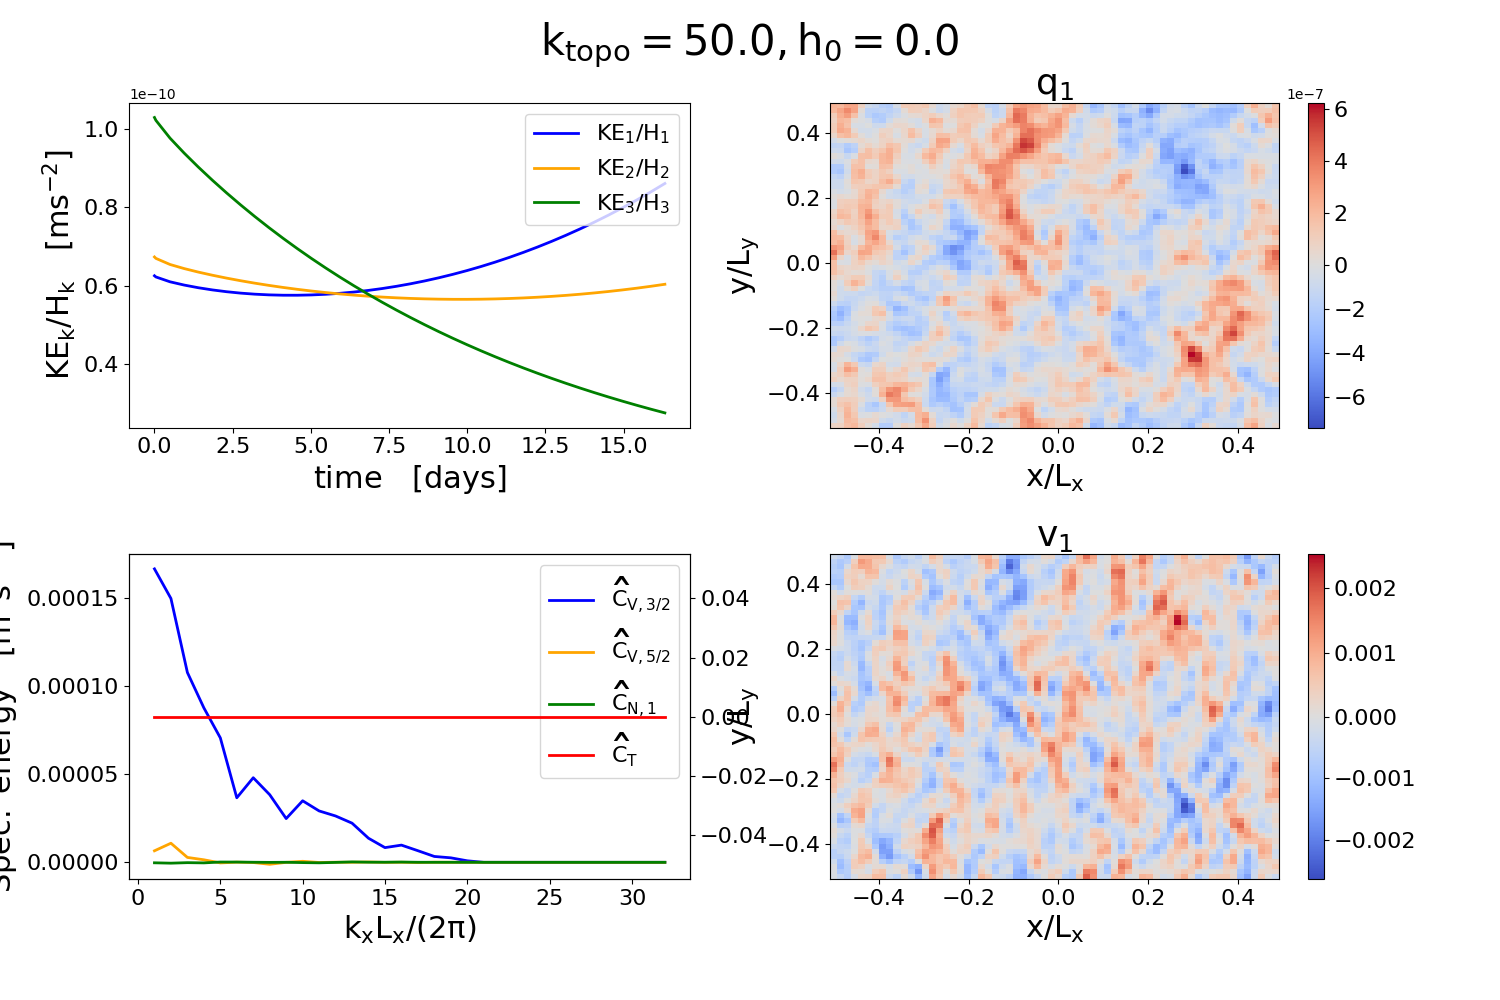 k_topo = 50.0, h_0 = 0.0
1e−10
KE_k/H_k [ms^−2]
1.0
0.8
0.6
0.4
KE_1/H_1
KE_2/H_2
KE_3/H_3
0.0 2.5 5.0 7.5 10.0 12.5 15.0
time [days]
q_1
1e−7
y/L_y
0.4
0.2
0.0
−0.2
−0.4
−0.4 −0.2 0.0 0.2 0.4
x/L_x
6
4
2
0
−2
−4
−6
Spec. energy
0.00015
0.00010
0.00005
0.00000
Ĉ_V,3/2
Ĉ_V,5/2
Ĉ_N,1
Ĉ_T
0.04
0.02
0.00
−0.02
−0.04
0 5 10 15 20 25 30
k_xL_x/(2π)
v_1
y/L_y
0.4
0.2
0.0
−0.2
−0.4
−0.4 −0.2 0.0 0.2 0.4
x/L_x
0.002
0.001
0.000
−0.001
−0.002